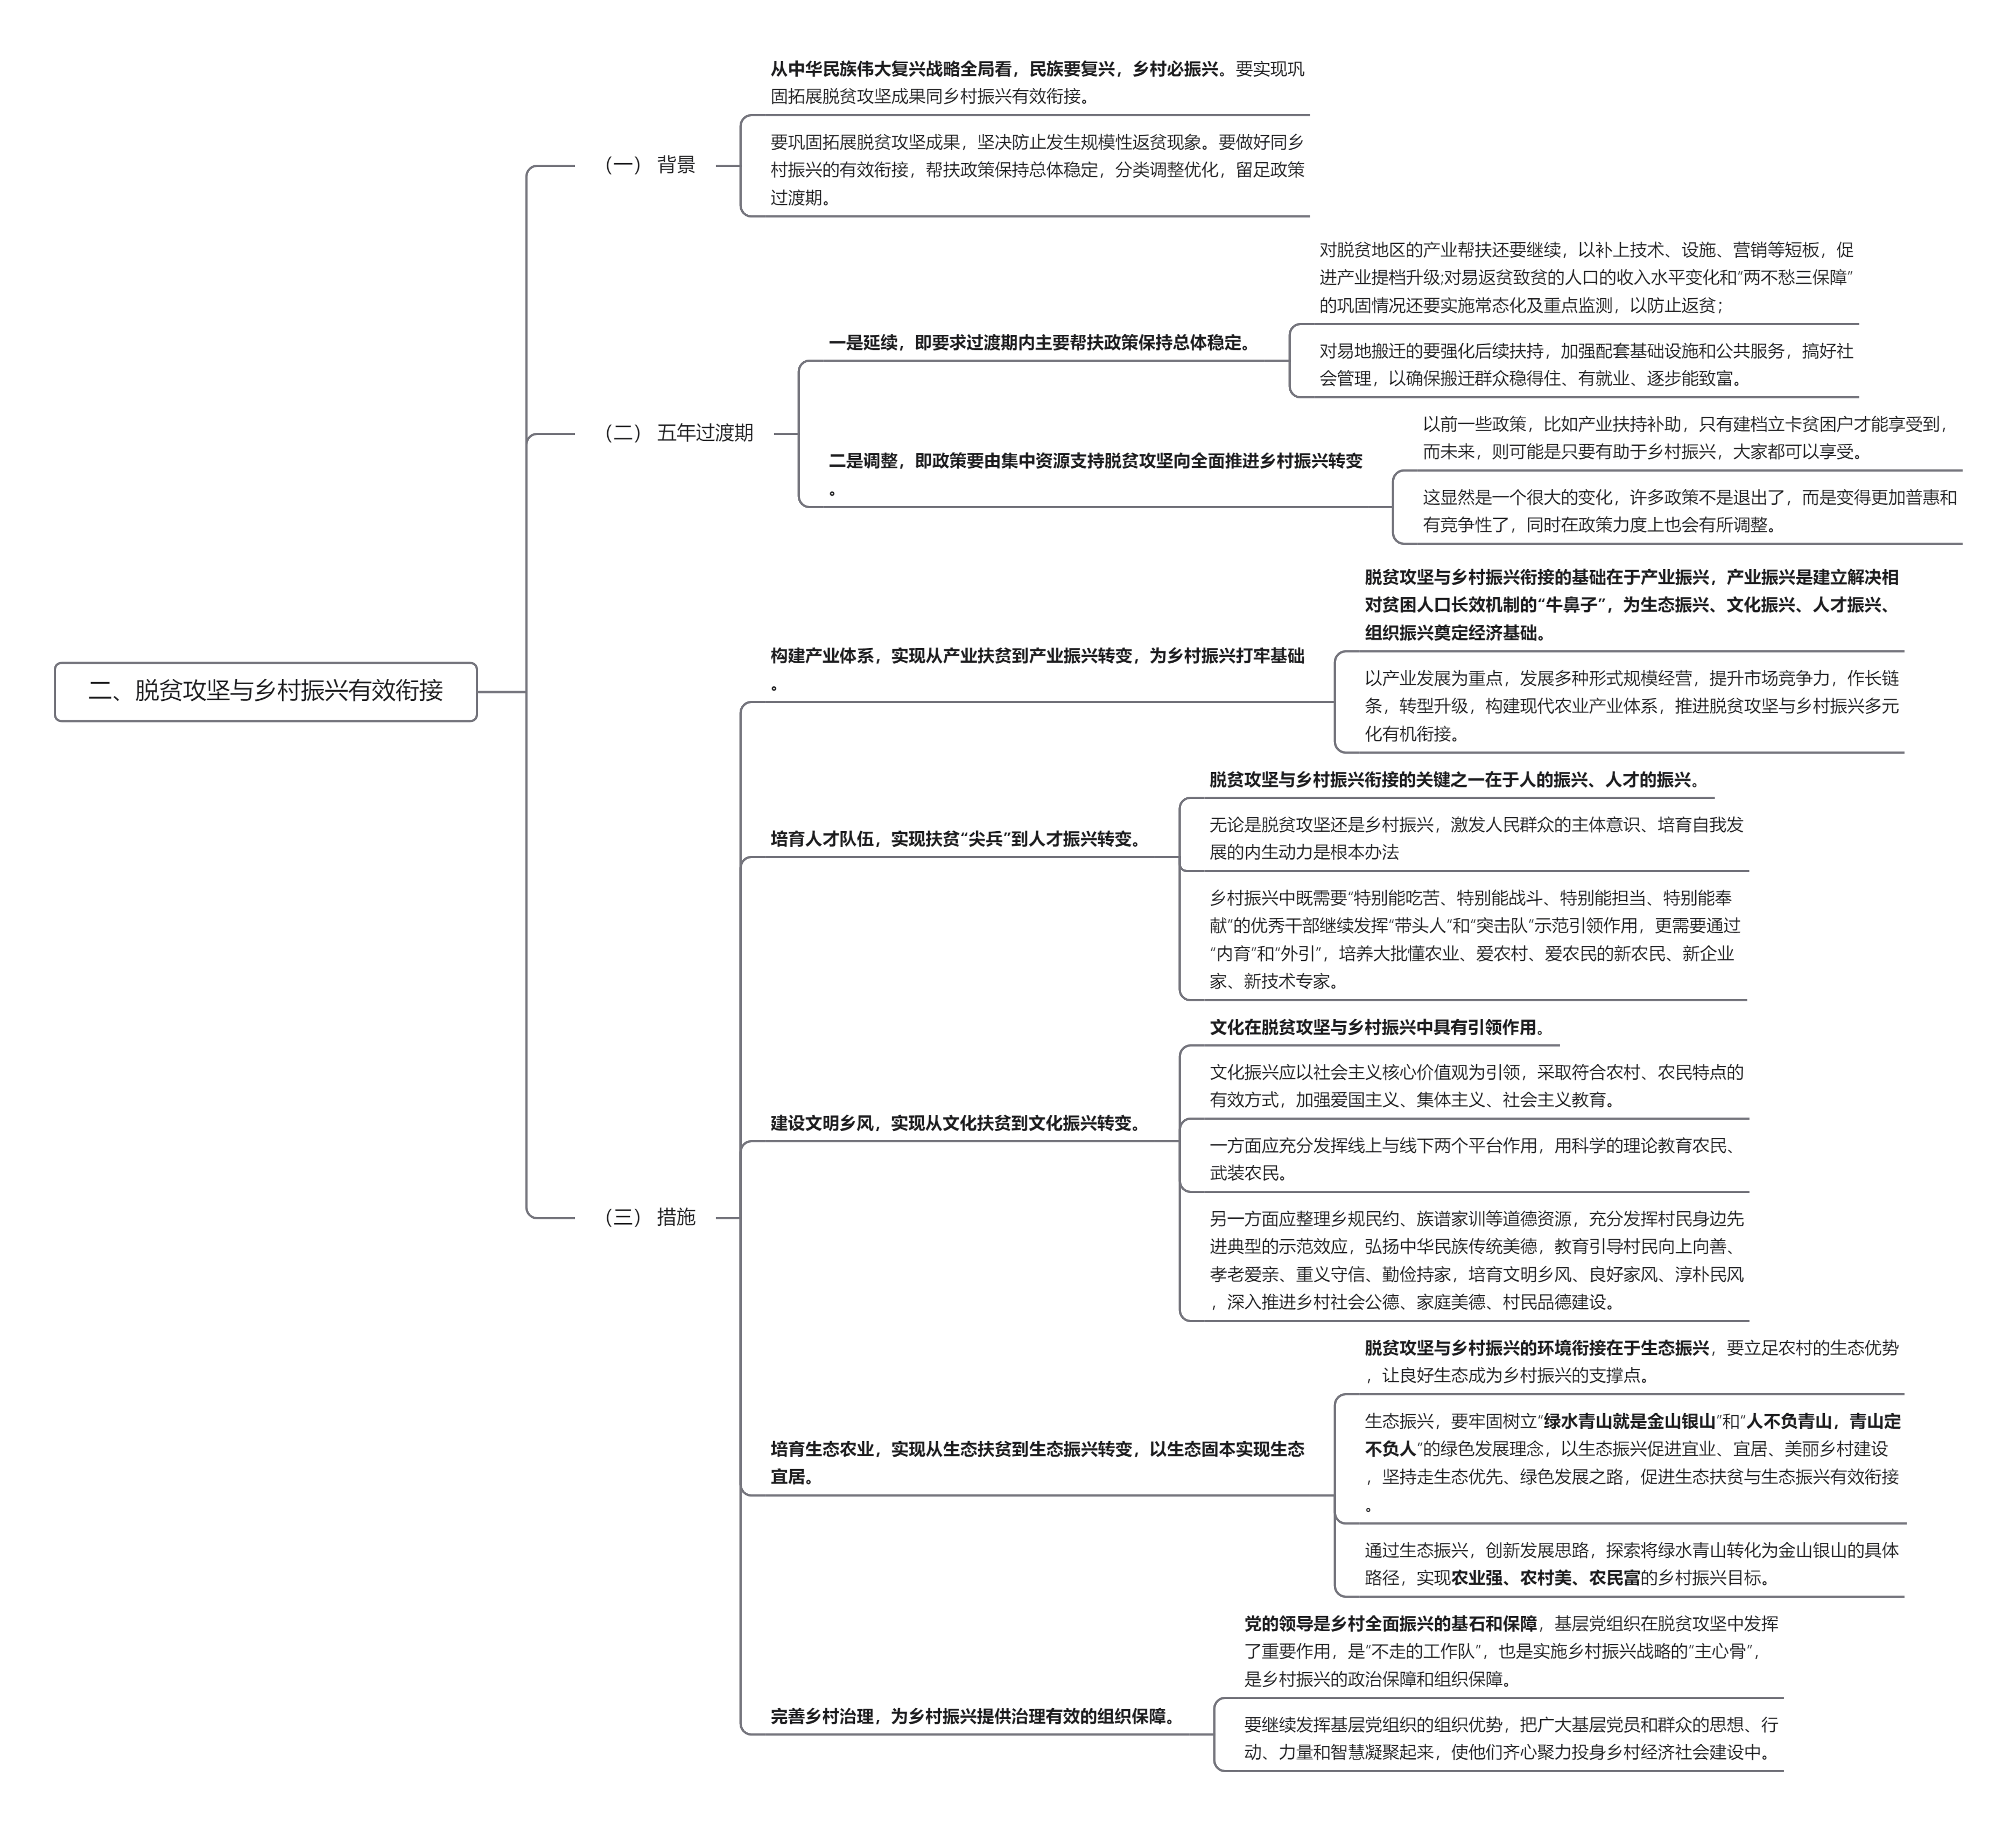 二、脱贫攻坚与乡村振兴有效衔接
（一） 背景
从中华民族伟大复兴战略全局看，民族要复兴，乡村必振兴。要实现巩
固拓展脱贫攻坚成果同乡村振兴有效衔接。
要巩固拓展脱贫攻坚成果，坚决防止发生规模性返贫现象。要做好同乡
村振兴的有效衔接，帮扶政策保持总体稳定，分类调整优化，留足政策
过渡期。
（二） 五年过渡期
一是延续，即要求过渡期内主要帮扶政策保持总体稳定。
对脱贫地区的产业帮扶还要继续，以补上技术、设施、营销等短板，促
进产业提档升级;对易返贫致贫的人口的收入水平变化和“两不愁三保障”
的巩固情况还要实施常态化及重点监测，以防止返贫；
对易地搬迁的要强化后续扶持，加强配套基础设施和公共服务，搞好社
会管理，以确保搬迁群众稳得住、有就业、逐步能致富。
二是调整，即政策要由集中资源支持脱贫攻坚向全面推进乡村振兴转变
。
以前一些政策，比如产业扶持补助，只有建档立卡贫困户才能享受到，
而未来，则可能是只要有助于乡村振兴，大家都可以享受。
这显然是一个很大的变化，许多政策不是退出了，而是变得更加普惠和
有竞争性了，同时在政策力度上也会有所调整。
（三） 措施
构建产业体系，实现从产业扶贫到产业振兴转变，为乡村振兴打牢基础
。
脱贫攻坚与乡村振兴衔接的基础在于产业振兴，产业振兴是建立解决相
对贫困人口长效机制的“牛鼻子”，为生态振兴、文化振兴、人才振兴、
组织振兴奠定经济基础。
以产业发展为重点，发展多种形式规模经营，提升市场竞争力，作长链
条，转型升级，构建现代农业产业体系，推进脱贫攻坚与乡村振兴多元
化有机衔接。
培育人才队伍，实现扶贫“尖兵”到人才振兴转变。
脱贫攻坚与乡村振兴衔接的关键之一在于人的振兴、人才的振兴。
无论是脱贫攻坚还是乡村振兴，激发人民群众的主体意识、培育自我发
展的内生动力是根本办法
乡村振兴中既需要“特别能吃苦、特别能战斗、特别能担当、特别能奉
献”的优秀干部继续发挥“带头人”和“突击队”示范引领作用，更需要通过
“内育”和“外引”，培养大批懂农业、爱农村、爱农民的新农民、新企业
家、新技术专家。
建设文明乡风，实现从文化扶贫到文化振兴转变。
文化在脱贫攻坚与乡村振兴中具有引领作用。
文化振兴应以社会主义核心价值观为引领，采取符合农村、农民特点的
有效方式，加强爱国主义、集体主义、社会主义教育。
一方面应充分发挥线上与线下两个平台作用，用科学的理论教育农民、
武装农民。
另一方面应整理乡规民约、族谱家训等道德资源，充分发挥村民身边先
进典型的示范效应，弘扬中华民族传统美德，教育引导村民向上向善、
孝老爱亲、重义守信、勤俭持家，培育文明乡风、良好家风、淳朴民风
，深入推进乡村社会公德、家庭美德、村民品德建设。
培育生态农业，实现从生态扶贫到生态振兴转变，以生态固本实现生态
宜居。
脱贫攻坚与乡村振兴的环境衔接在于生态振兴，要立足农村的生态优势
，让良好生态成为乡村振兴的支撑点。
生态振兴，要牢固树立“绿水青山就是金山银山”和“人不负青山，青山定
不负人”的绿色发展理念，以生态振兴促进宜业、宜居、美丽乡村建设
，坚持走生态优先、绿色发展之路，促进生态扶贫与生态振兴有效衔接
。
通过生态振兴，创新发展思路，探索将绿水青山转化为金山银山的具体
路径，实现农业强、农村美、农民富的乡村振兴目标。
完善乡村治理，为乡村振兴提供治理有效的组织保障。
党的领导是乡村全面振兴的基石和保障，基层党组织在脱贫攻坚中发挥
了重要作用，是“不走的工作队”，也是实施乡村振兴战略的“主心骨”，
是乡村振兴的政治保障和组织保障。
要继续发挥基层党组织的组织优势，把广大基层党员和群众的思想、行
动、力量和智慧凝聚起来，使他们齐心聚力投身乡村经济社会建设中。